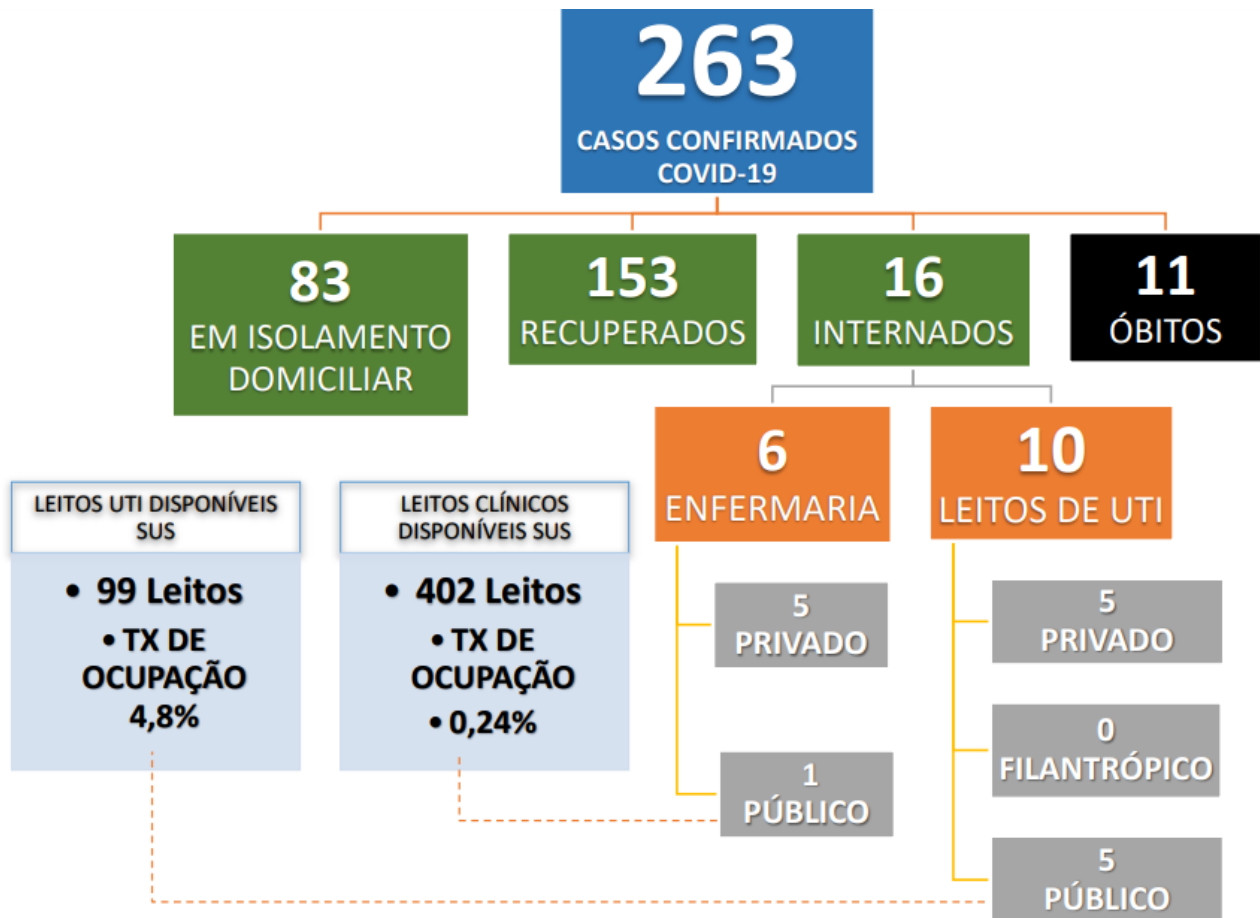 263
CASOS CONFIRMADOS
COVID-19
83
EM ISOLAMENTO
DOMICILIAR
153
RECUPERADOS
16
INTERNADOS
11
ÓBITOS
6
ENFERMARIA
10
LEITOS DE UTI
LEITOS UTI DISPONÍVEIS
SUS
• 99 Leitos
• TX DE
OCUPAÇÃO
4,8%
LEITOS CLÍNICOS
DISPONÍVEIS SUS
• 402 Leitos
• TX DE
OCUPAÇÃO
• 0,24%
5
PRIVADO
1
PÚBLICO
5
PRIVADO
0
FILANTRÓPICO
5
PÚBLICO